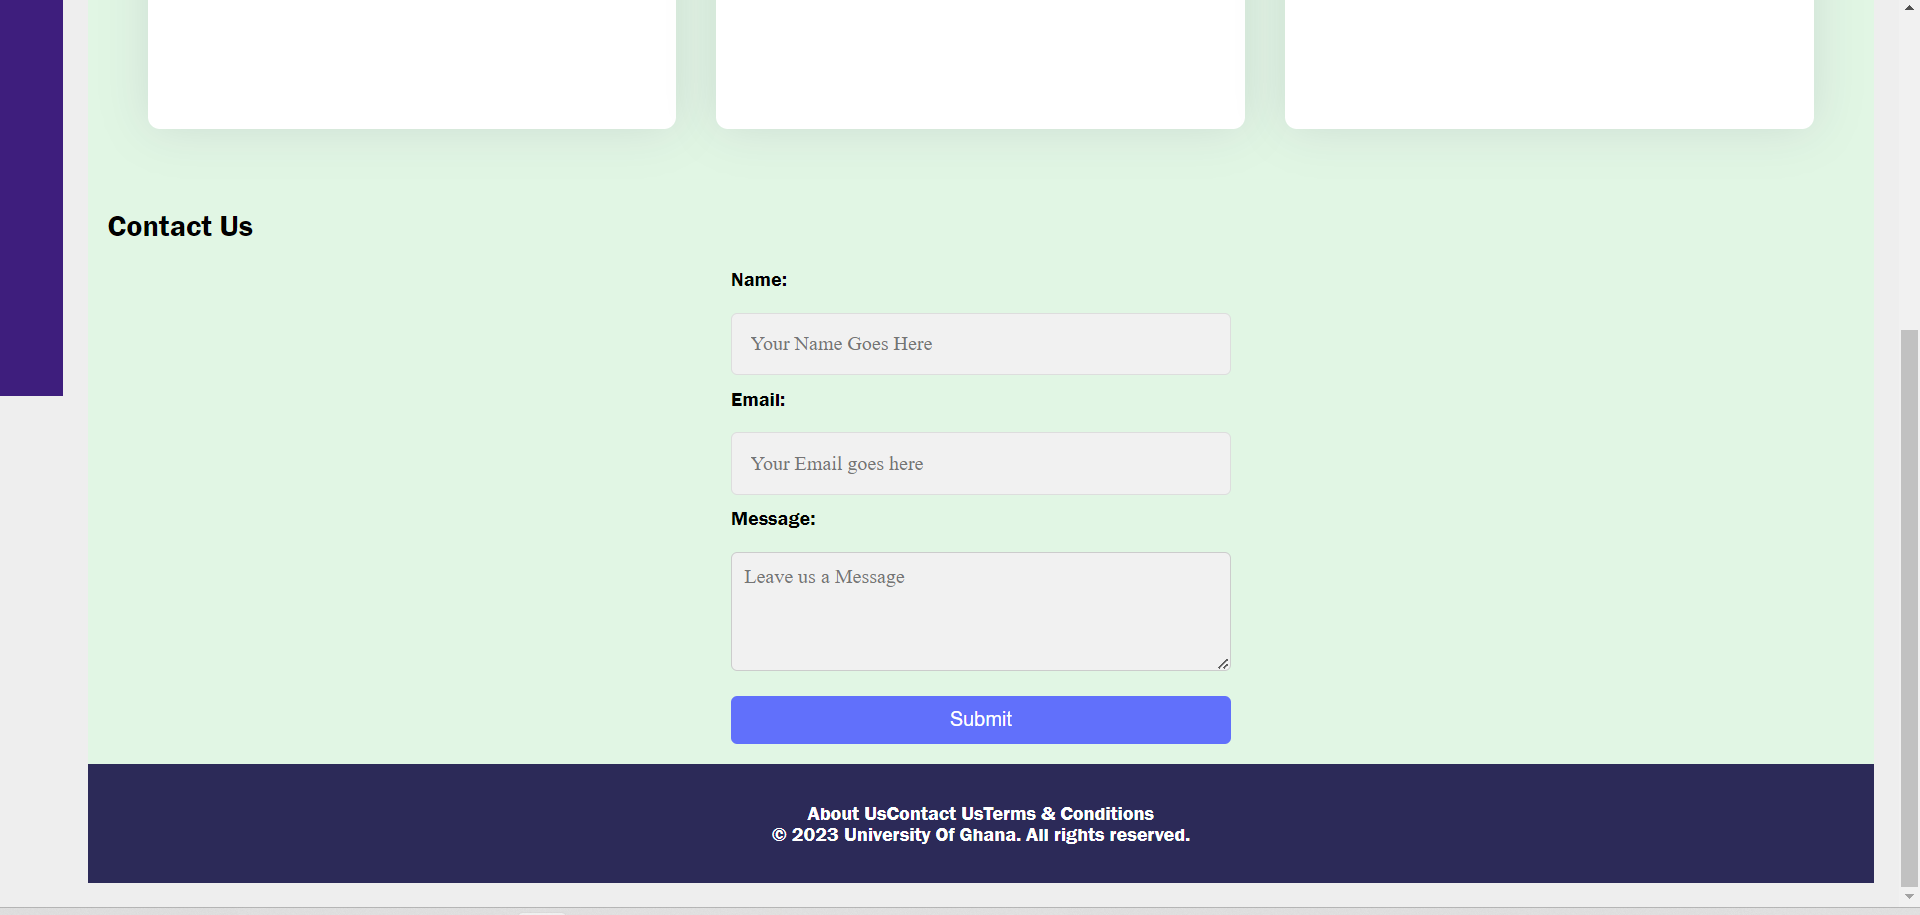 Contact Us
Name:
Your Name Goes Here
Email:
Your Email goes here
Message:
Leave us a Message
Submit
About UsContact UsTerms & Conditions
© 2023 University Of Ghana. All rights reserved.